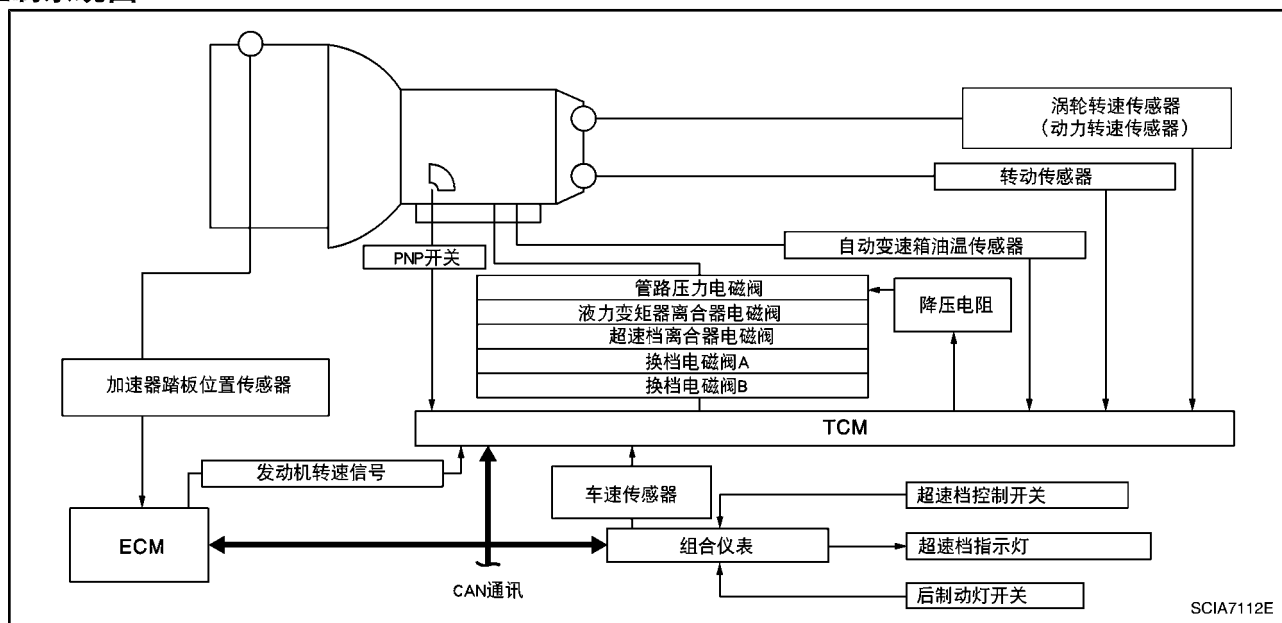 涡轮转速传感器
（动力转速传感器）
转动传感器
自动变速箱油温传感器
PNP开关
管路压力电磁阀
液力变矩器离合器电磁阀
超速档离合器电磁阀
换档电磁阀A
换档电磁阀B
降压电阻
加速器踏板位置传感器
TCM
发动机转速信号
车速传感器
超速档控制开关
ECM
组合仪表
超速档指示灯
CAN通讯
后制动灯开关
SCIA7112E